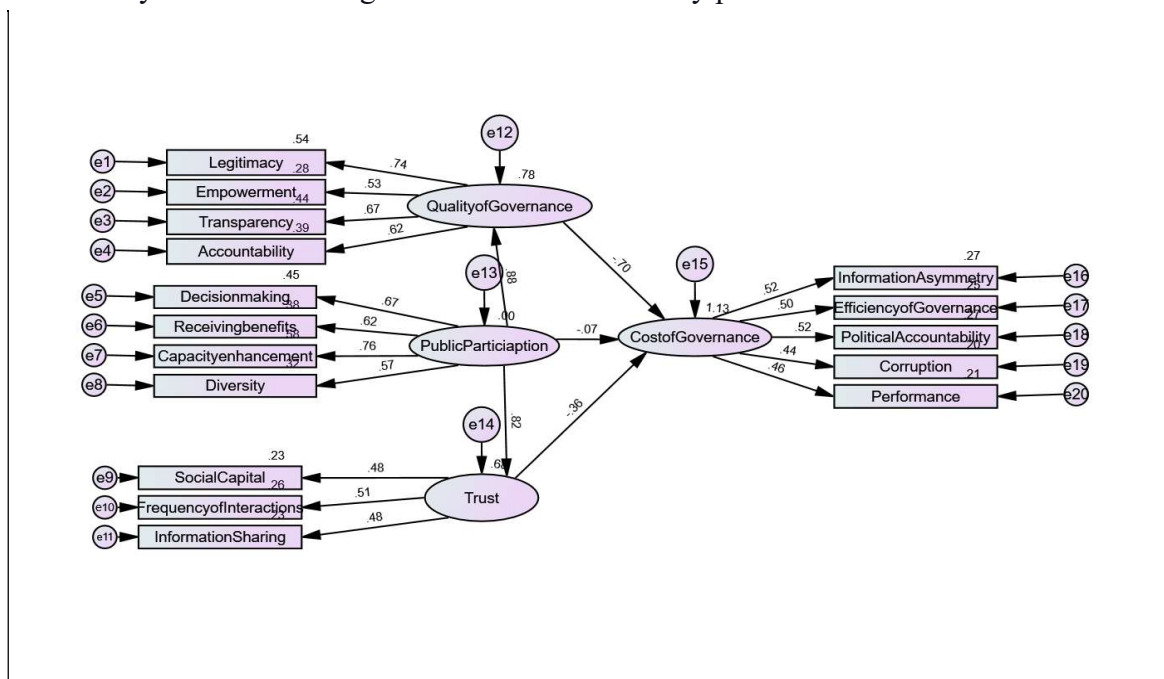 e12
.54
e1
Legitimacy
.74
.78
.28
e2
Empowerment
.53
QualityofGovernance
.44
e3
Transparency
.67
.39
e4
Accountability
.62
-.70
e15
.27
.45
e13
.88
InformationAsymmetry
e16
e5
Decisionmaking
.67
.52
.38
1.13
EfficiencyofGovernance
e17
e6
Receivingbenefits
.62
.00
.50
.27
.58
PublicParticiaption
-.07
CostofGovernance
.52
PoliticalAccountability
e18
e7
Capacityenhancement
.76
.20
.32
.44
Corruption
e19
e8
Diversity
.57
.46
.21
Performance
e20
.82
-.36
e14
.23
e9
SocialCapital
.48
.26
e10
FrequencyofInteractions
.51
Trust
.23
e11
InformationSharing
.48